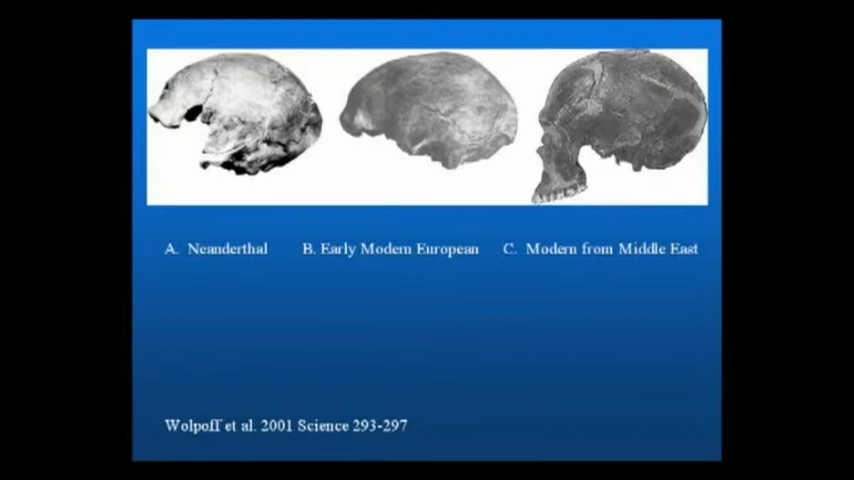 A. Neanderthal B. Early Modern European C. Modern from Middle East
Wolpoff et al. 2001 Science 293-297